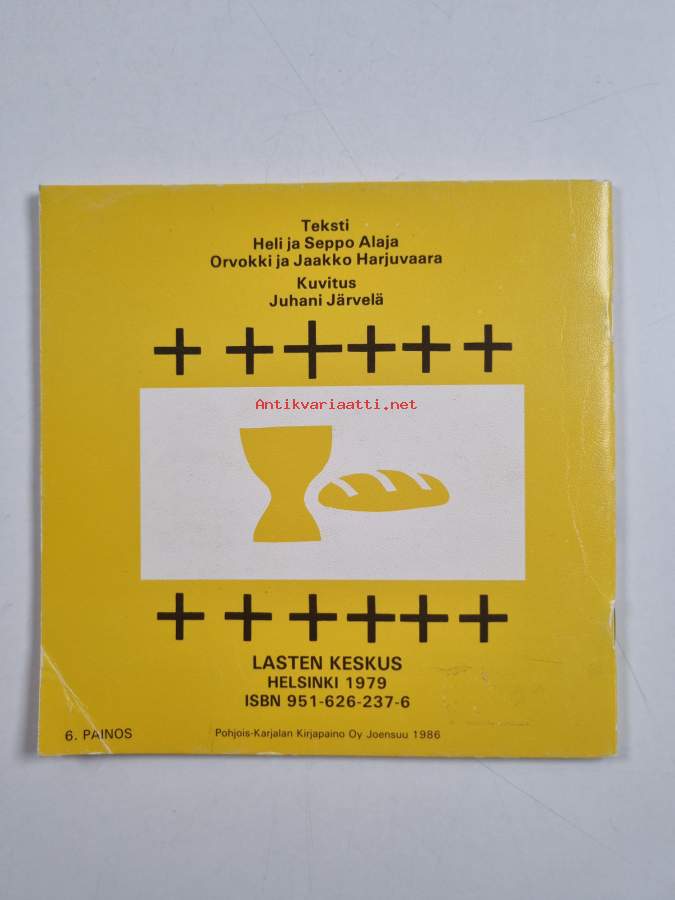 Teksti
Heli ja Seppo Alaja
Orvokki ja Jaakko Harjuvaara
Kuvitus
Juhani Järvelä
Antikvariaatti.net
LASTEN KESKUS
HELSINKI 1979
ISBN 951-626-237-6
6. PAINOS
Pohjois-Karjalan Kirjapaino Oy Joensuu 1986